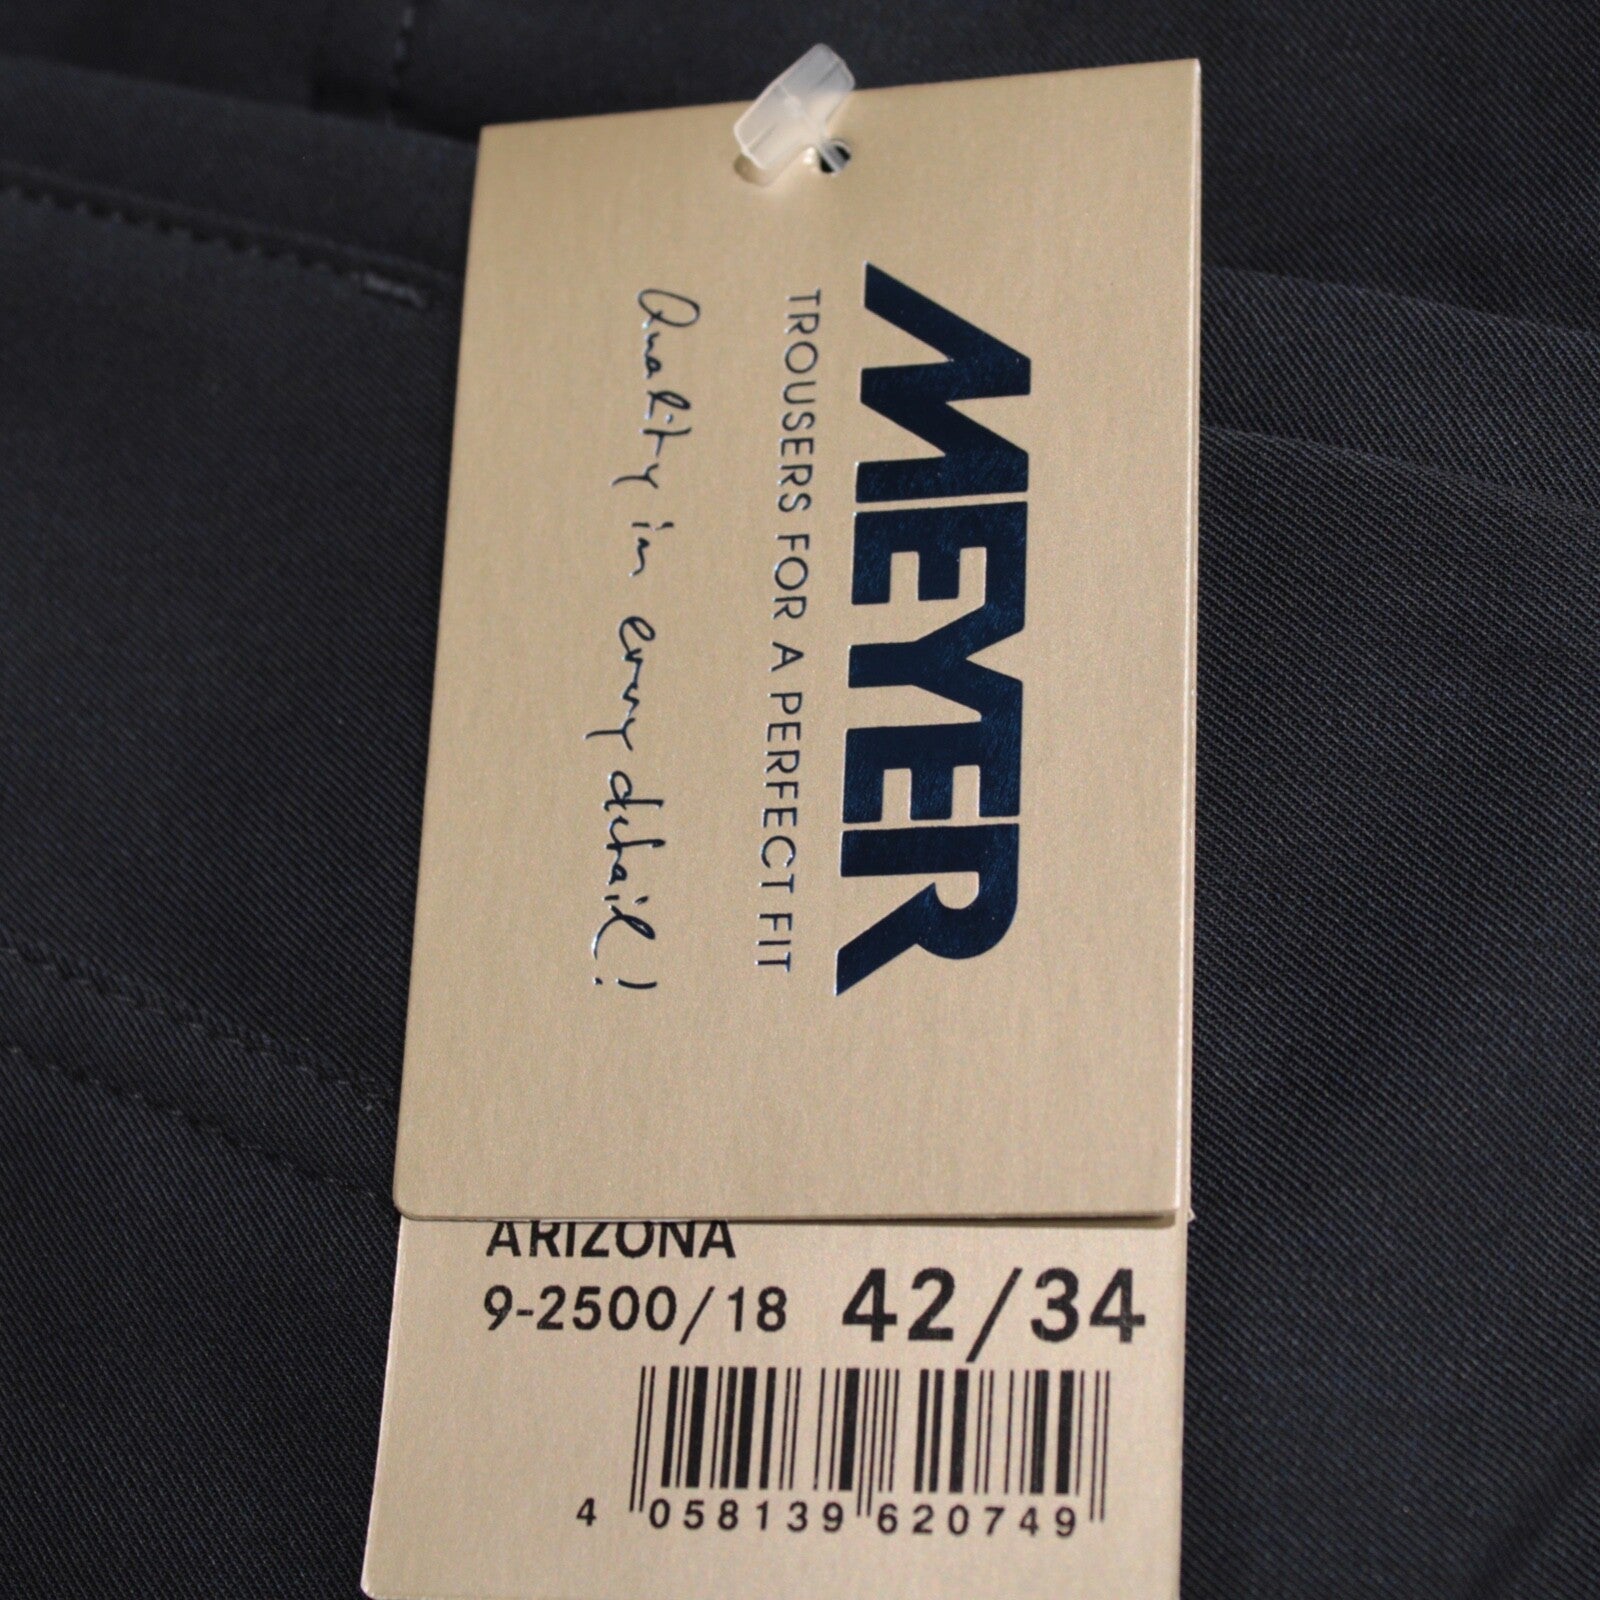 MEYER
TROUSERS FOR A PERFECT FIT
Quality in every detail!
ARIZONA
9-2500/18 42/34
4 058139 620749